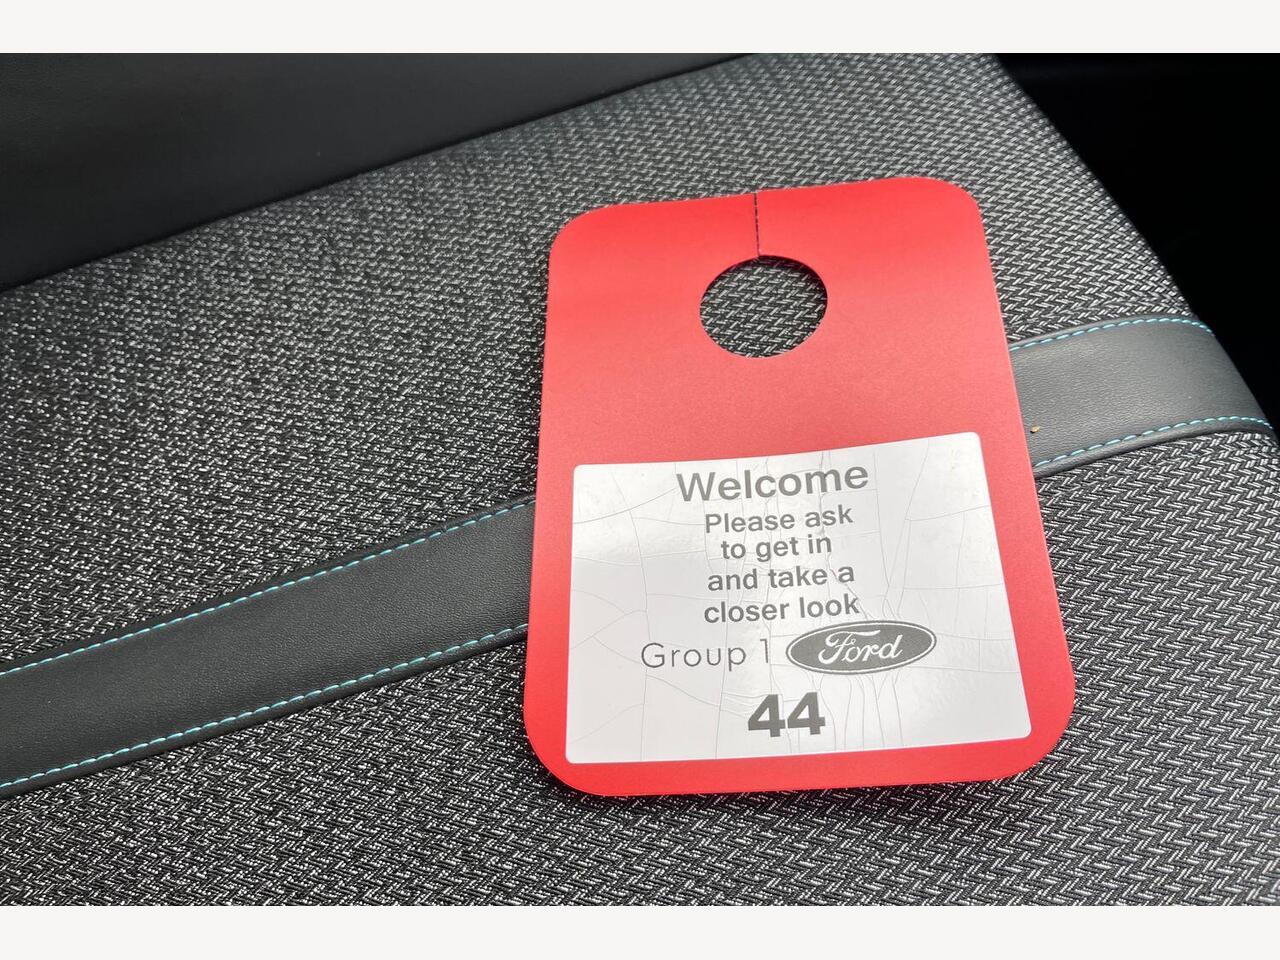 Welcome
Please ask
to get in
and take a
closer look
Group 1 Ford
44